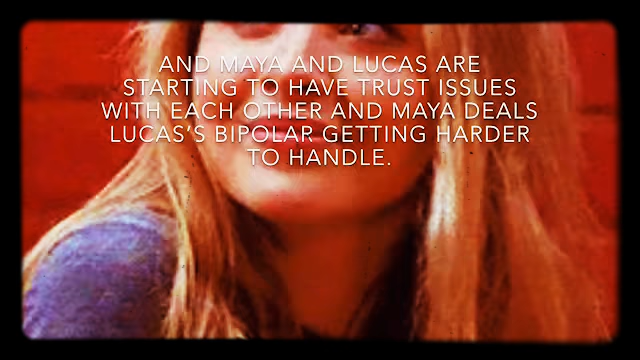 AND MAYA AND LUCAS ARE
STARTING TO HAVE TRUST ISSUES
WITH EACH OTHER AND MAYA DEALS
LUCAS'S BIPOLAR GETTING HARDER
TO HANDLE.